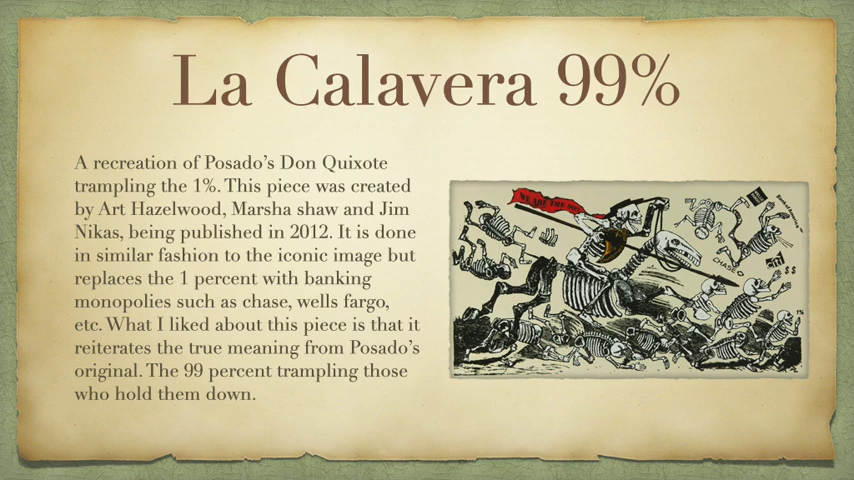 La Calavera 99%
A recreation of Posado's Don Quixote
trampling the 1%. This piece was created
by Art Hazelwood, Marsha shaw and Jim
Nikas, being published in 2012. It is done
in similar fashion to the iconic image but
replaces the 1 percent with banking
monopolies such as chase, wells fargo,
etc. What I liked about this piece is that it
reiterates the true meaning from Posado's
original. The 99 percent trampling those
who hold them down.
WE ARE THE 99%
CHASE
$$
1%